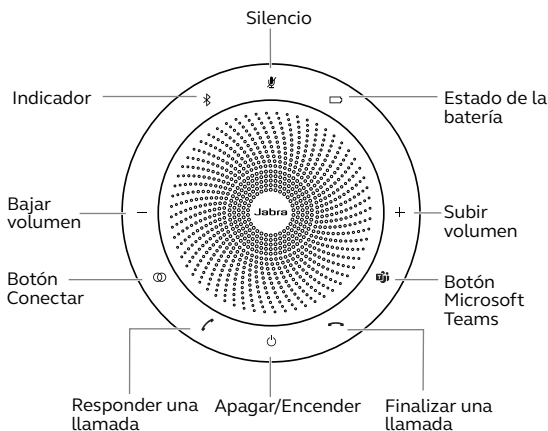 Silencio
Indicador
Estado de la
batería
Jabra
Bajar
volumen
Subir
volumen
Botón
Conectar
Botón
Microsoft
Teams
Responder una
llamada
Apagar/Encender
Finalizar una
llamada